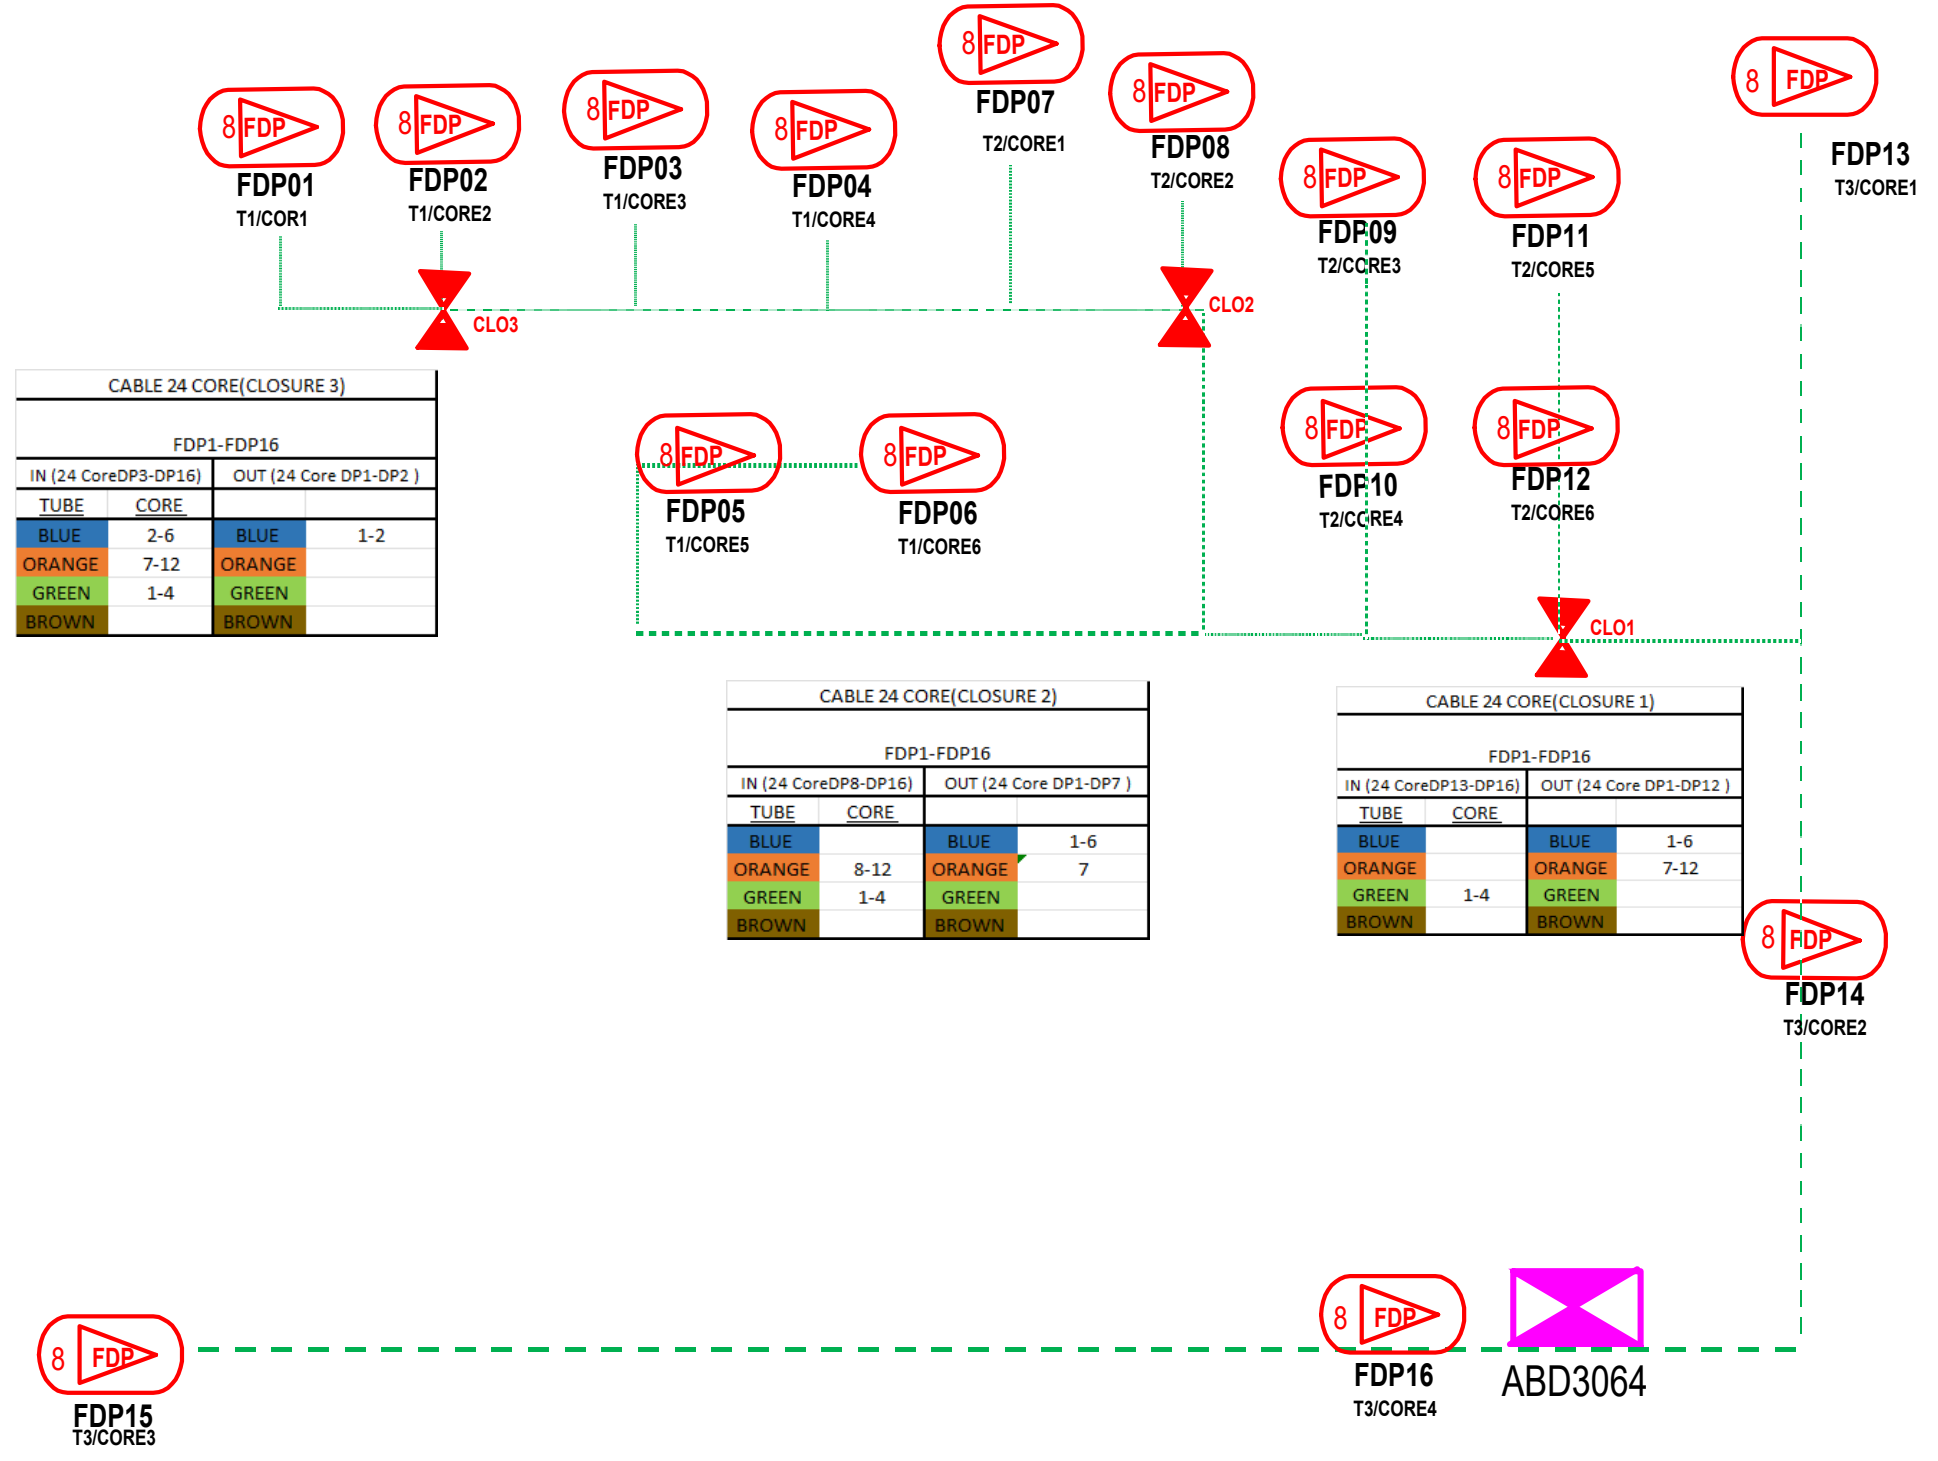 8 FDP
FDP01
T1/COR1
8 FDP
FDP02
T1/CORE2
8 FDP
FDP03
T1/CORE3
8 FDP
FDP04
T1/CORE4
8 FDP
FDP07
T2/CORE1
8 FDP
FDP08
T2/CORE2
8 FDP
FDP09
T2/CORE3
8 FDP
FDP11
T2/CORE5
8 FDP
FDP13
T3/CORE1
CLO3
CLO2
CABLE 24 CORE(CLOSURE 3)
FDP1-FDP16
IN (24 CoreDP3-DP16) OUT (24 Core DP1-DP2 )
TUBE CORE
BLUE 2-6 BLUE 1-2
ORANGE 7-12 ORANGE
GREEN 1-4 GREEN
BROWN BROWN
8 FDP
FDP05
T1/CORE5
8 FDP
FDP06
T1/CORE6
8 FDP
FDP10
T2/CORE4
8 FDP
FDP12
T2/CORE6
CLO1
CABLE 24 CORE(CLOSURE 2)
FDP1-FDP16
IN (24 CoreDP8-DP16) OUT (24 Core DP1-DP7 )
TUBE CORE
BLUE BLUE 1-6
ORANGE 8-12 ORANGE 7
GREEN 1-4 GREEN
BROWN BROWN
CABLE 24 CORE(CLOSURE 1)
FDP1-FDP16
IN (24 CoreDP13-DP16) OUT (24 Core DP1-DP12 )
TUBE CORE
BLUE BLUE 1-6
ORANGE ORANGE 7-12
GREEN 1-4 GREEN
BROWN BROWN
8 FDP
FDP14
T3/CORE2
8 FDP
FDP15
T3/CORE3
8 FDP
FDP16
T3/CORE4
ABD3064